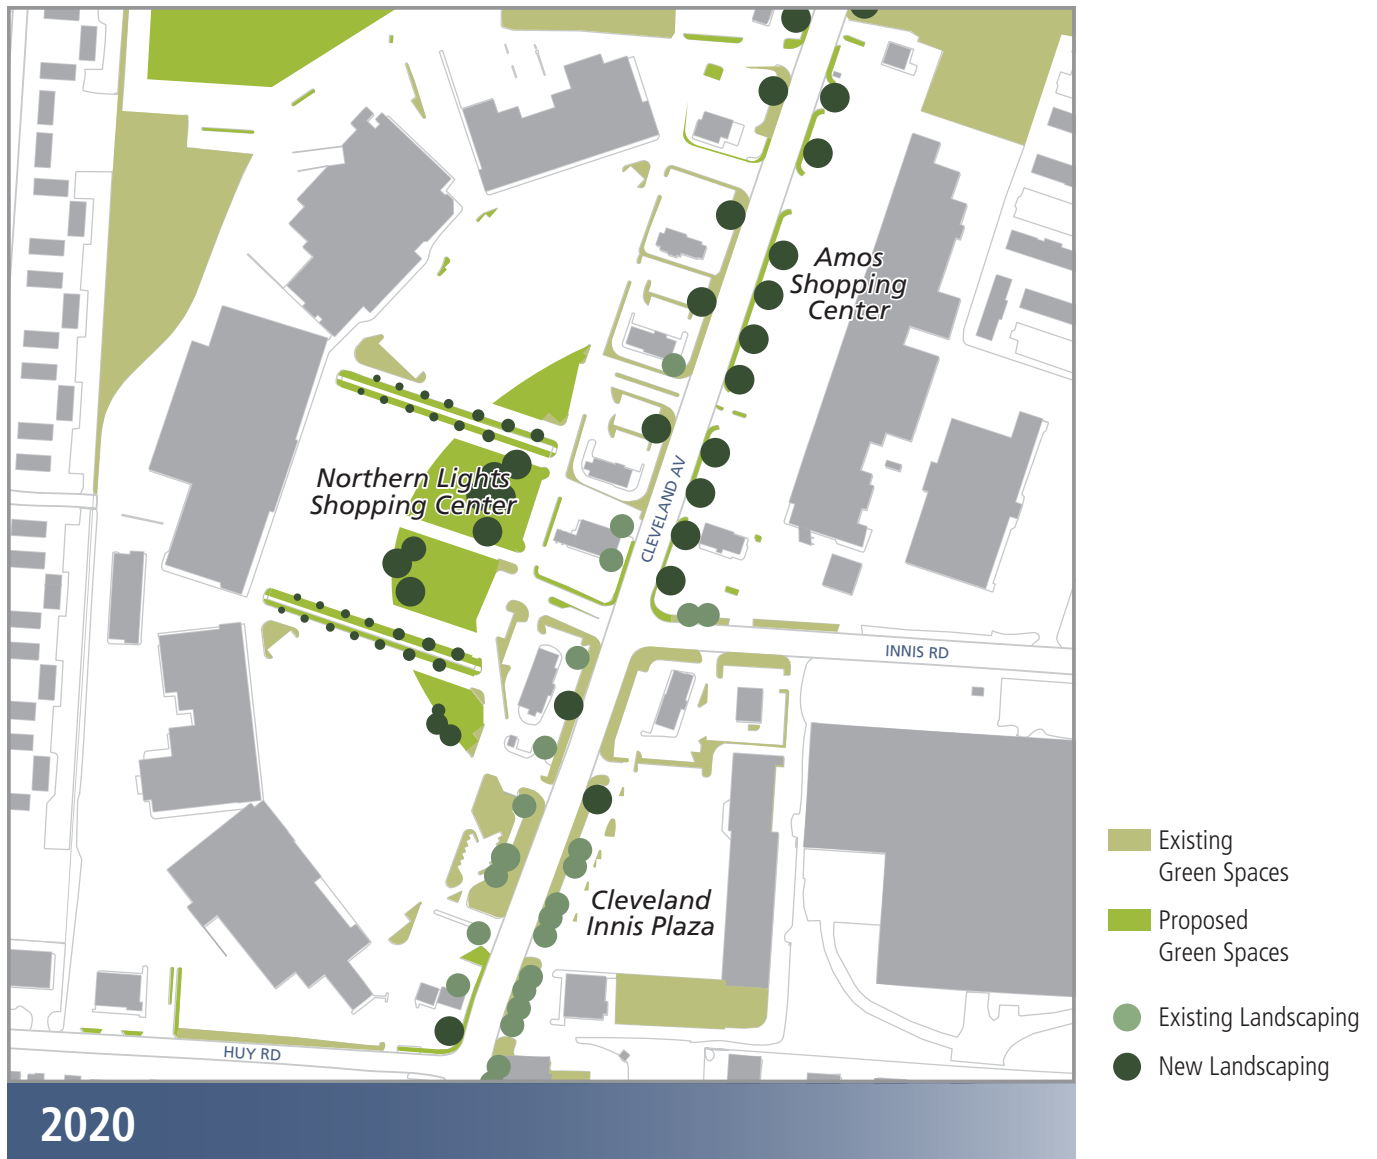 Amos
Shopping
Center
Northern Lights
Shopping Center
CLEVELAND AV
INNIS RD
Cleveland
Innis Plaza
HUY RD
Existing
Green Spaces
Proposed
Green Spaces
Existing Landscaping
New Landscaping
2020